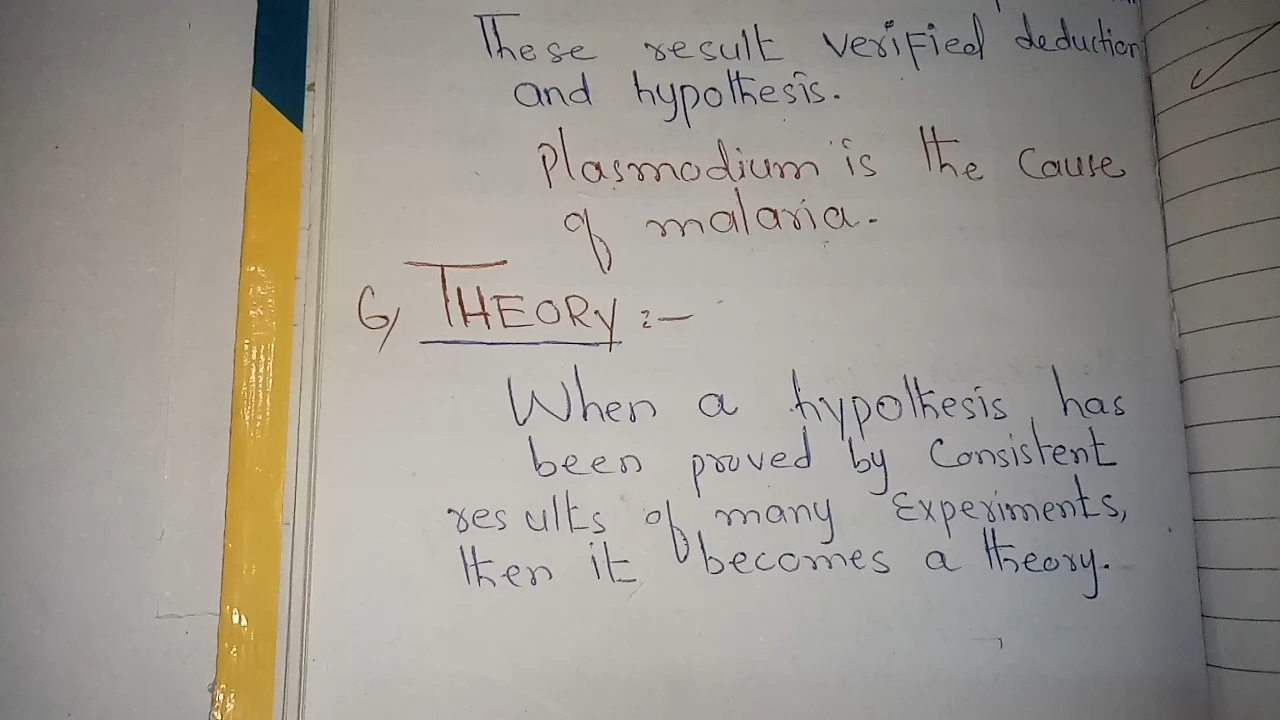 These result verified deduction
and hypothesis.
Plasmodium is the cause
of malaria.
6, THEORY :-
When a hypothesis has
been proved by consistent
results of many Experiments,
then it becomes a theory.